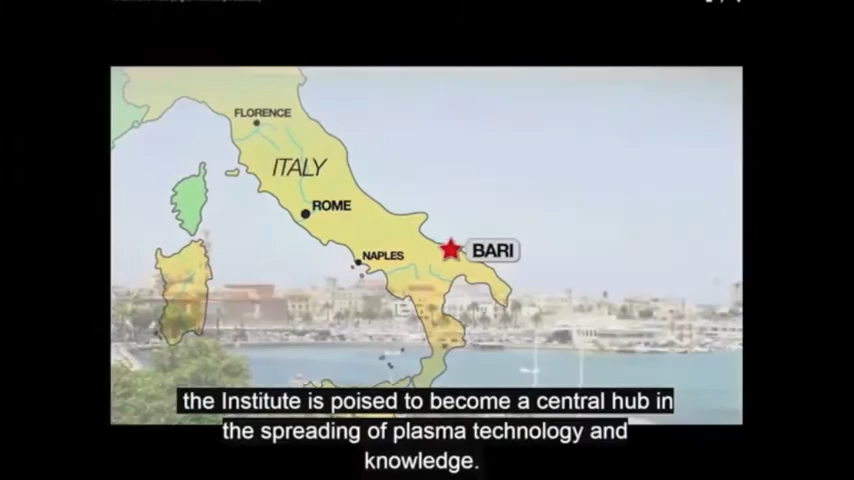 FLORENCE
ITALY
ROME
NAPLES
BARI
the Institute is poised to become a central hub in
the spreading of plasma technology and
knowledge.